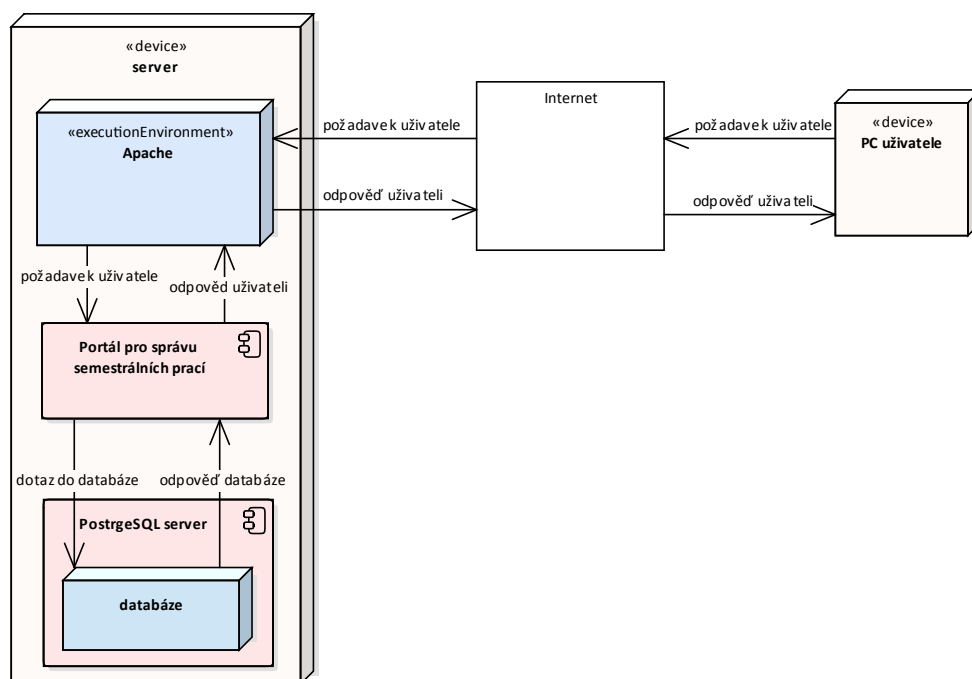 «device»
server
«executionEnvironment»
Apache
požadavek uživatele
odpověď uživateli
Internet
požadavek uživatele
odpověď uživateli
«device»
PC uživatele
požadavek uživatele
odpověd uživateli
Portál pro správu
semestrálních prací
dotaz do databáze
odpověď databáze
PostrgeSQL server
databáze